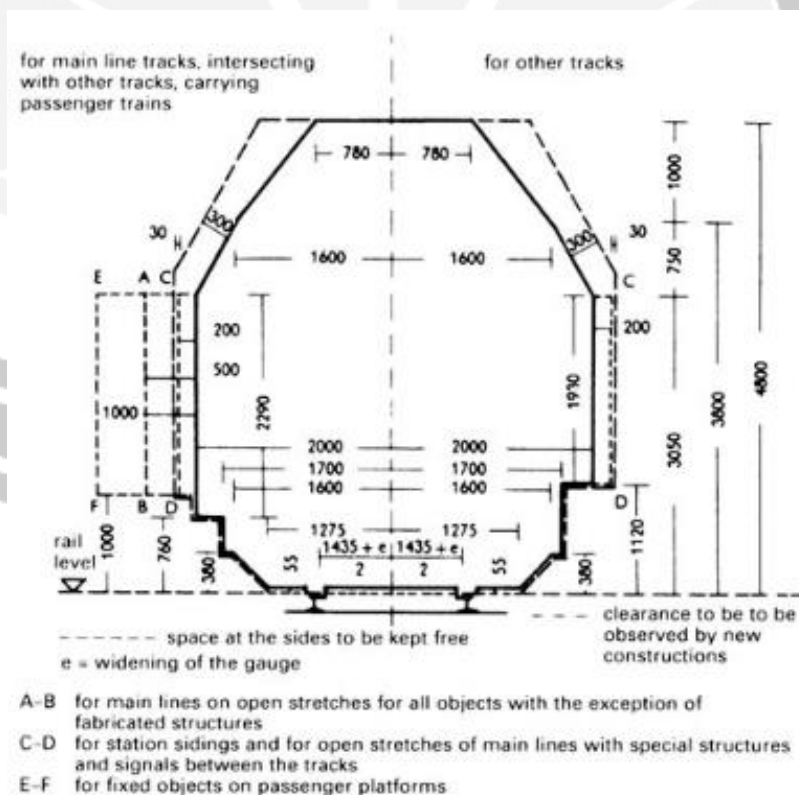 for main line tracks, intersecting
with other tracks, carrying
passenger trains
for other tracks
780 780
1000
300
30
300
30
1600 1600
750
E A C
C
200
200
500
4800
3800
1000
2290
1930
3050
2000 2000
1700 1700
1600 1600
F B D
D
1275 1275
1435 + e 1435 + e
2 2
rail
level
1000
760
380
55
55
380
1120
space at the sides to be kept free
clearance to be to be
observed by new
constructions
e = widening of the gauge
A-B for main lines on open stretches for all objects with the exception of
fabricated structures
C-D for station sidings and for open stretches of main lines with special structures
and signals between the tracks
E-F for fixed objects on passenger platforms